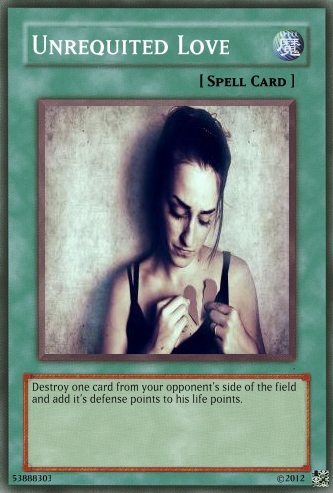 Unrequited Love
魔
[ Spell Card ]
Destroy one card from your opponent's side of the field
and add it's defense points to his life points.
53888303
©2012